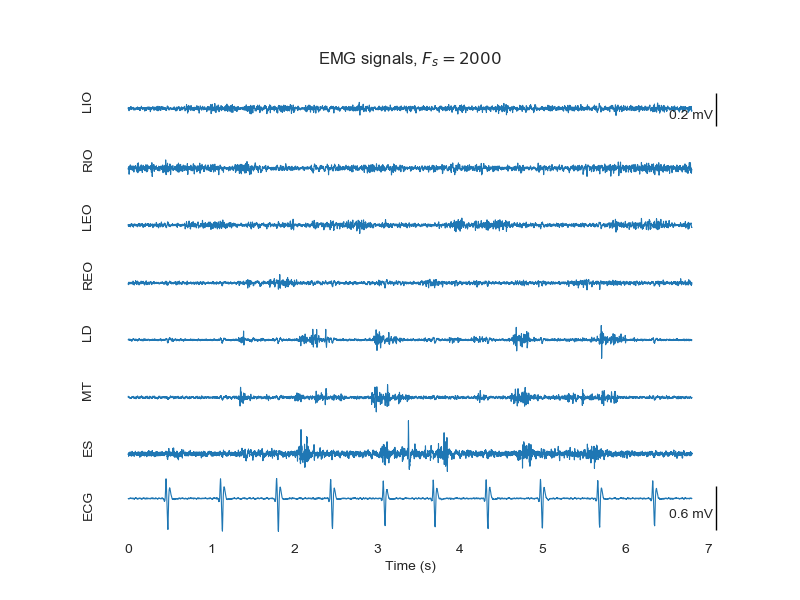 EMG signals, Fs = 2000
LIO
0.2 mV
RIO
LEO
REO
LD
MT
ES
ECG
0.6 mV
0 1 2 3 4 5 6 7
Time (s)